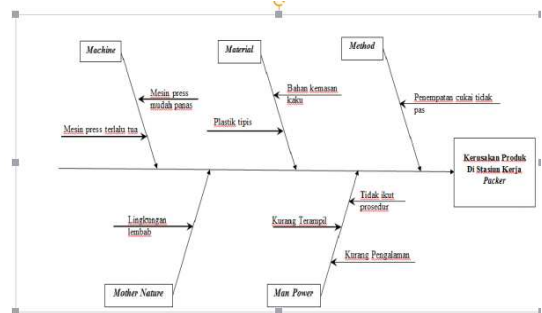 Machine
Material
Method
Mesin press
mudah panas
Bahan kemasan
kaku
Penempatan cukai tidak
pas
Mesin press terlalu tua
Plastik tipis
Kerusakan Produk
Di Stasiun Kerja
Packer
Tidak ikut
prosedur
Lingkungan
lembab
Kurang Terampil
Kurang Pengalaman
Mother Nature
Man Power